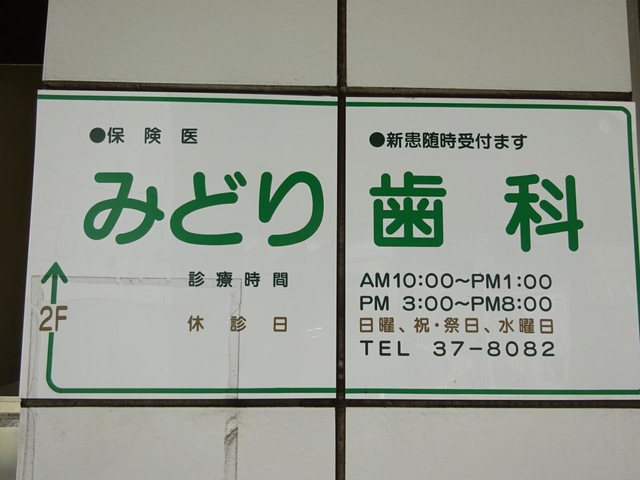 ●保険医 ●新患随時受付ます
みどり歯科
診療時間 AM10:00〜PM1:00
PM 3:00〜PM8:00
休診日 日曜、祝・祭日、水曜日
TEL 37-8082
2F